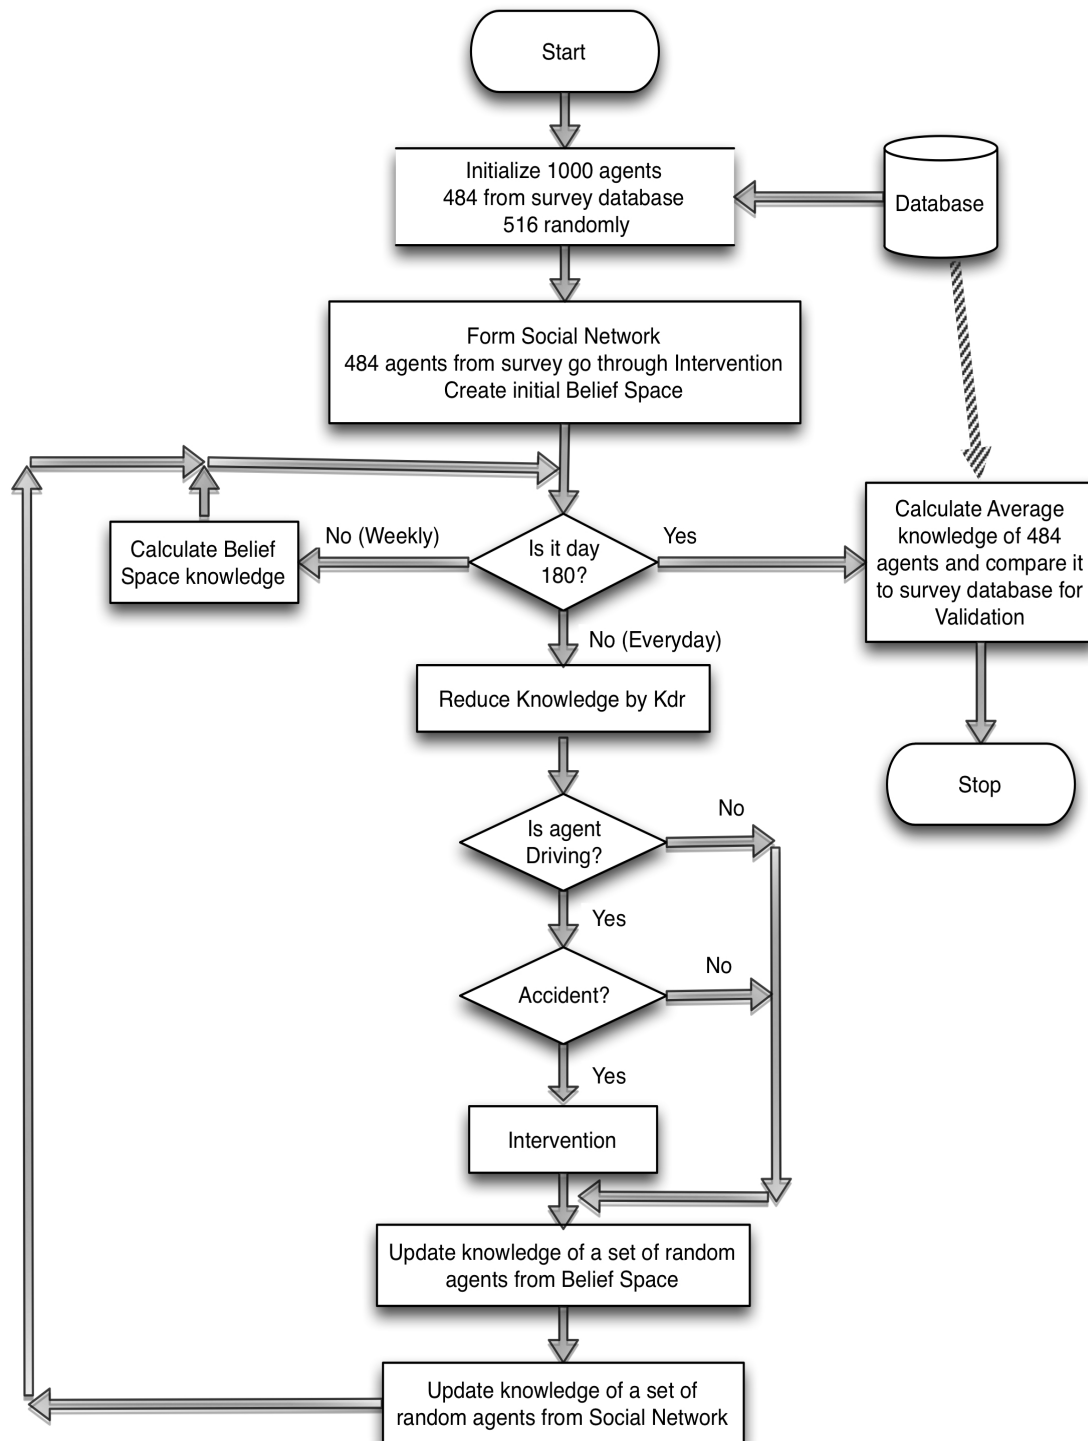 Start
Initialize 1000 agents
484 from survey database
516 randomly
Database
Form Social Network
484 agents from survey go through Intervention
Create initial Belief Space
Calculate Belief
Space knowledge
No (Weekly)
Is it day
180?
Yes
Calculate Average
knowledge of 484
agents and compare it
to survey database for
Validation
No (Everyday)
Reduce Knowledge by Kdr
Stop
Is agent
Driving?
No
Yes
Accident?
No
Yes
Intervention
Update knowledge of a set of random
agents from Belief Space
Update knowledge of a set of
random agents from Social Network